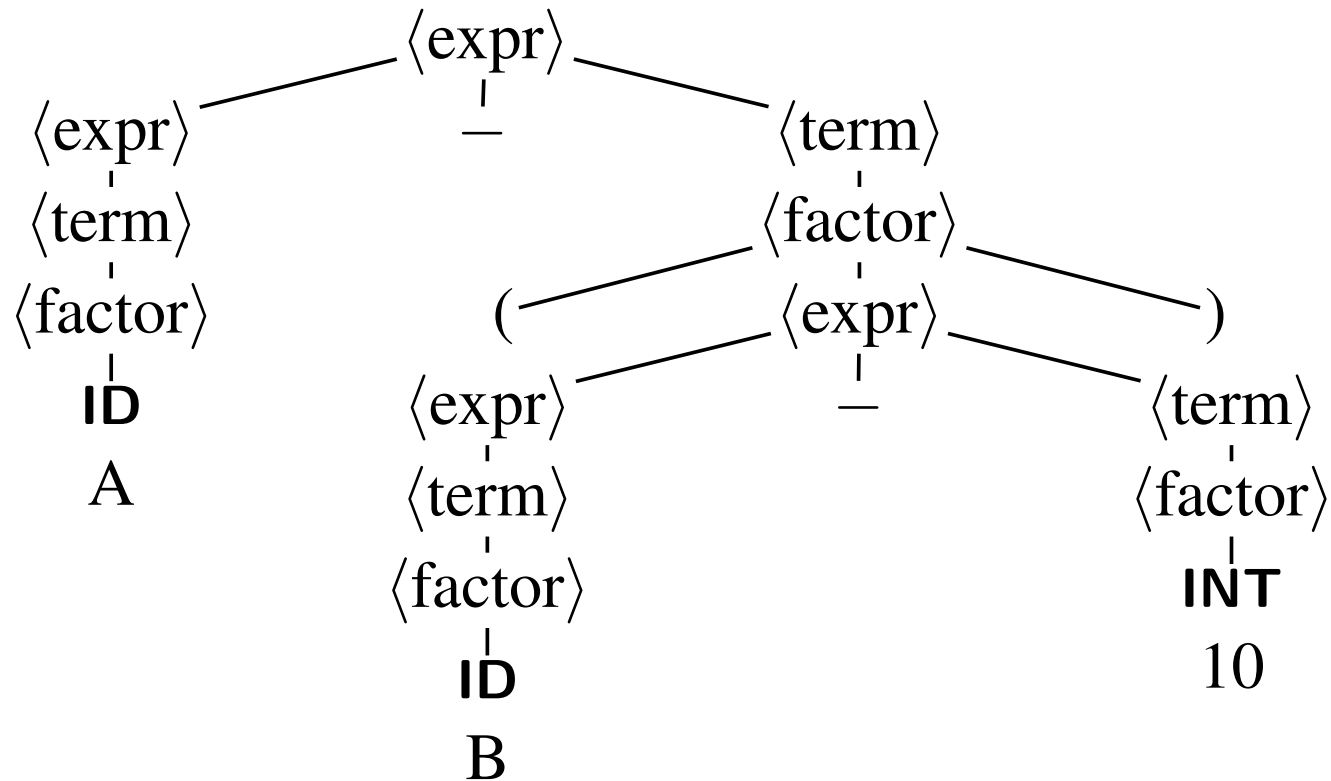 ⟨expr⟩
⟨expr⟩ − ⟨term⟩
⟨term⟩ ⟨factor⟩
⟨factor⟩ ( ⟨expr⟩ )
ID ⟨expr⟩ − ⟨term⟩
A ⟨term⟩ ⟨factor⟩
⟨factor⟩ INT
ID 10
B